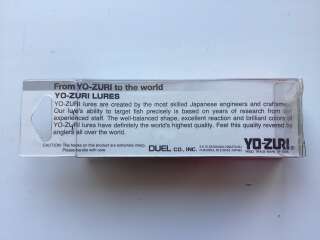 From YO-ZURI to the world
YO-ZURI LURES
YO-ZURI lures are created by the most skilled Japanese engineers and craftsmen.
Our lure's ability to target fish precisely is based on years of research from our
experienced staff. The well-balanced shape, excellent reaction and brilliant colors of
YO-ZURI lures have definitely the world's highest quality. Feel this quality revered by
anglers all over the world.
CAUTION: The hooks on this product are extremely sharp.
Please handle with care.
DUEL CO., INC.
YO-ZURI